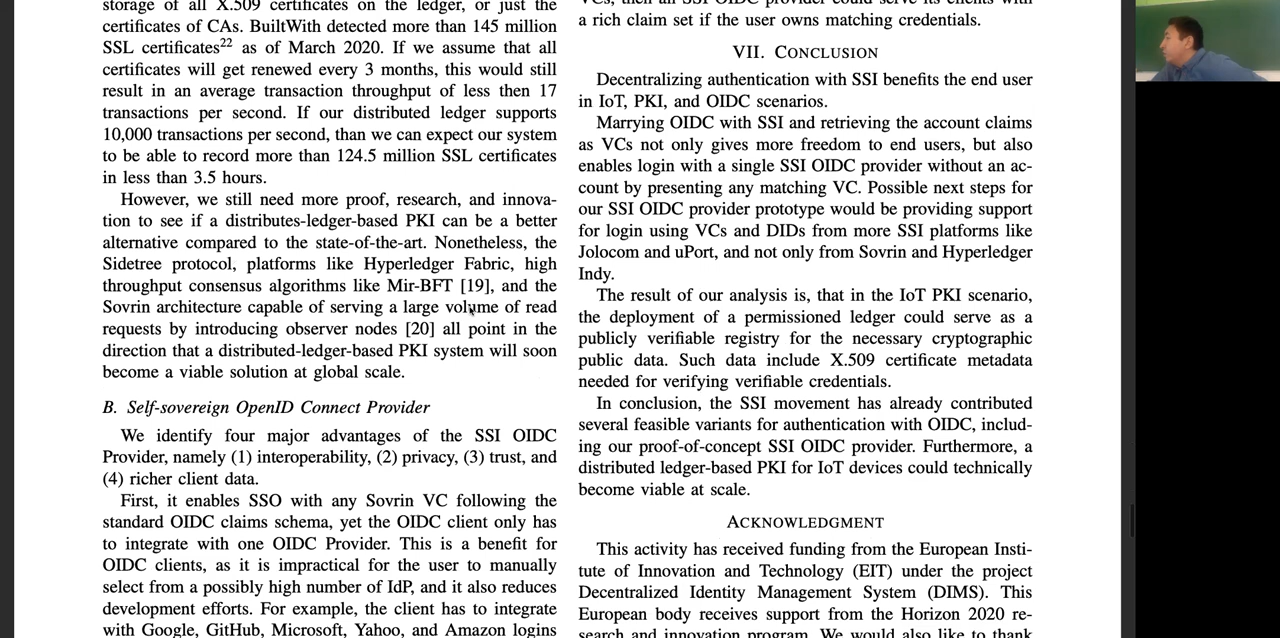 storage of all X.509 certificates on the ledger, or just the
certificates of CAs. BuiltWith detected more than 145 million
SSL certificates22 as of March 2020. If we assume that all
certificates will get renewed every 3 months, this would still
result in an average transaction throughput of less then 17
transactions per second. If our distributed ledger supports
10,000 transactions per second, than we can expect our system
to be able to record more than 124.5 million SSL certificates
in less than 3.5 hours.
However, we still need more proof, research, and innova-
tion to see if a distributes-ledger-based PKI can be a better
alternative compared to the state-of-the-art. Nonetheless, the
Sidetree protocol, platforms like Hyperledger Fabric, high
throughput consensus algorithms like Mir-BFT [19], and the
Sovrin architecture capable of serving a large volume of read
requests by introducing observer nodes [20] all point in the
direction that a distributed-ledger-based PKI system will soon
become a viable solution at global scale.
B. Self-sovereign OpenID Connect Provider
We identify four major advantages of the SSI OIDC
Provider, namely (1) interoperability, (2) privacy, (3) trust, and
(4) richer client data.
First, it enables SSO with any Sovrin VC following the
standard OIDC claims schema, yet the OIDC client only has
to integrate with one OIDC Provider. This is a benefit for
OIDC clients, as it is impractical for the user to manually
select from a possibly high number of IdP, and it also reduces
development efforts. For example, the client has to integrate
with Google, GitHub, Microsoft, Yahoo, and Amazon logins
VCs, then an SSI OIDC provider could serve its clients with
a rich claim set if the user owns matching credentials.
VII. CONCLUSION
Decentralizing authentication with SSI benefits the end user
in IoT, PKI, and OIDC scenarios.
Marrying OIDC with SSI and retrieving the account claims
as VCs not only gives more freedom to end users, but also
enables login with a single SSI OIDC provider without an ac-
count by presenting any matching VC. Possible next steps for
our SSI OIDC provider prototype would be providing support
for login using VCs and DIDs from more SSI platforms like
Jolocom and uPort, and not only from Sovrin and Hyperledger
Indy.
The result of our analysis is, that in the IoT PKI scenario,
the deployment of a permissioned ledger could serve as a
publicly verifiable registry for the necessary cryptographic
public data. Such data include X.509 certificate metadata
needed for verifying verifiable credentials.
In conclusion, the SSI movement has already contributed
several feasible variants for authentication with OIDC, includ-
ing our proof-of-concept SSI OIDC provider. Furthermore, a
distributed ledger-based PKI for IoT devices could technically
become viable at scale.
ACKNOWLEDGMENT
This activity has received funding from the European Insti-
tute of Innovation and Technology (EIT) under the project
Decentralized Identity Management System (DIMS). This
European body receives support from the Horizon 2020 re-
search and innovation program. We would also like to thank